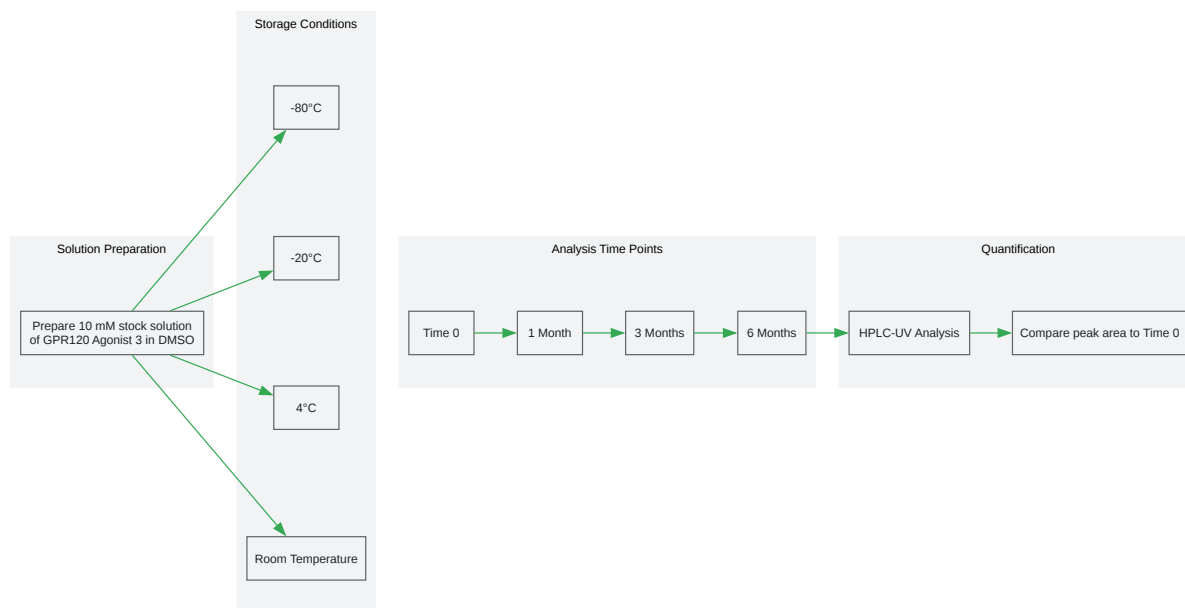 Solution Preparation
Prepare 10 mM stock solution
of GPR120 Agonist 3 in DMSO
Storage Conditions
-80°C
-20°C
4°C
Room Temperature
Analysis Time Points
Time 0
1 Month
3 Months
6 Months
Quantification
HPLC-UV Analysis
Compare peak area to Time 0